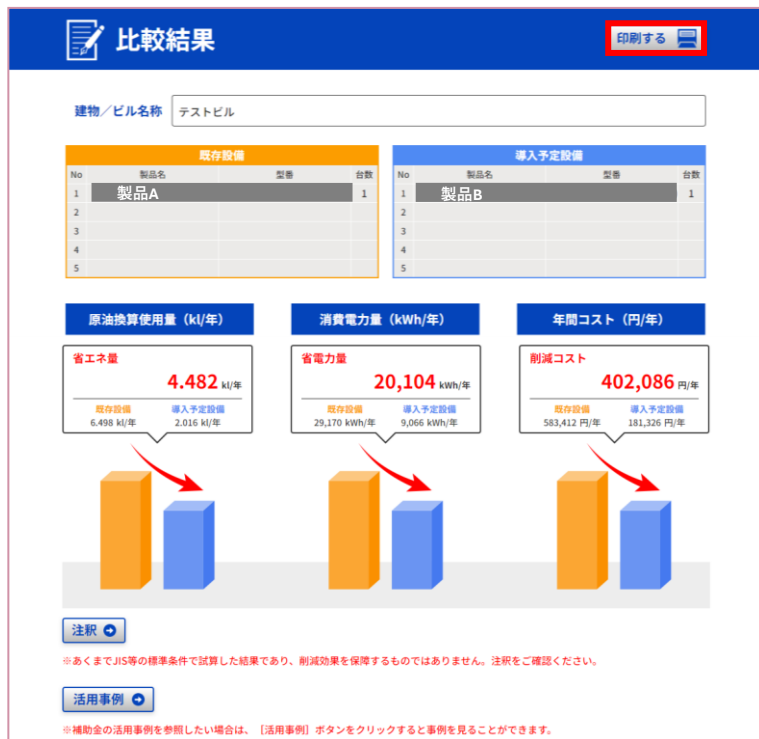 比較結果
印刷する
建物／ビル名称 テストビル
既存設備 導入予定設備
No 製品名 型番 台数 No 製品名 型番 台数
1 製品A 1 1 製品B 1
2 2
3 3
4 4
5 5
原油換算使用量（kl/年） 消費電力量（kWh/年） 年間コスト（円/年）
省エネ量 省電力量 削減コスト
4.482 kl/年 20,104 kWh/年 402,086 円/年
既存設備 導入予定設備 既存設備 導入予定設備 既存設備 導入予定設備
6.498 kl/年 2.016 kl/年 29,170 kWh/年 9,066 kWh/年 583,412 円/年 181,326 円/年
注釈
※あくまでJIS等の標準条件で試算した結果であり、削減効果を保障するものではありません。注釈をご確認ください。
活用事例
※補助金の活用事例を参照したい場合は、［活用事例］ボタンをクリックすると事例を見ることができます。